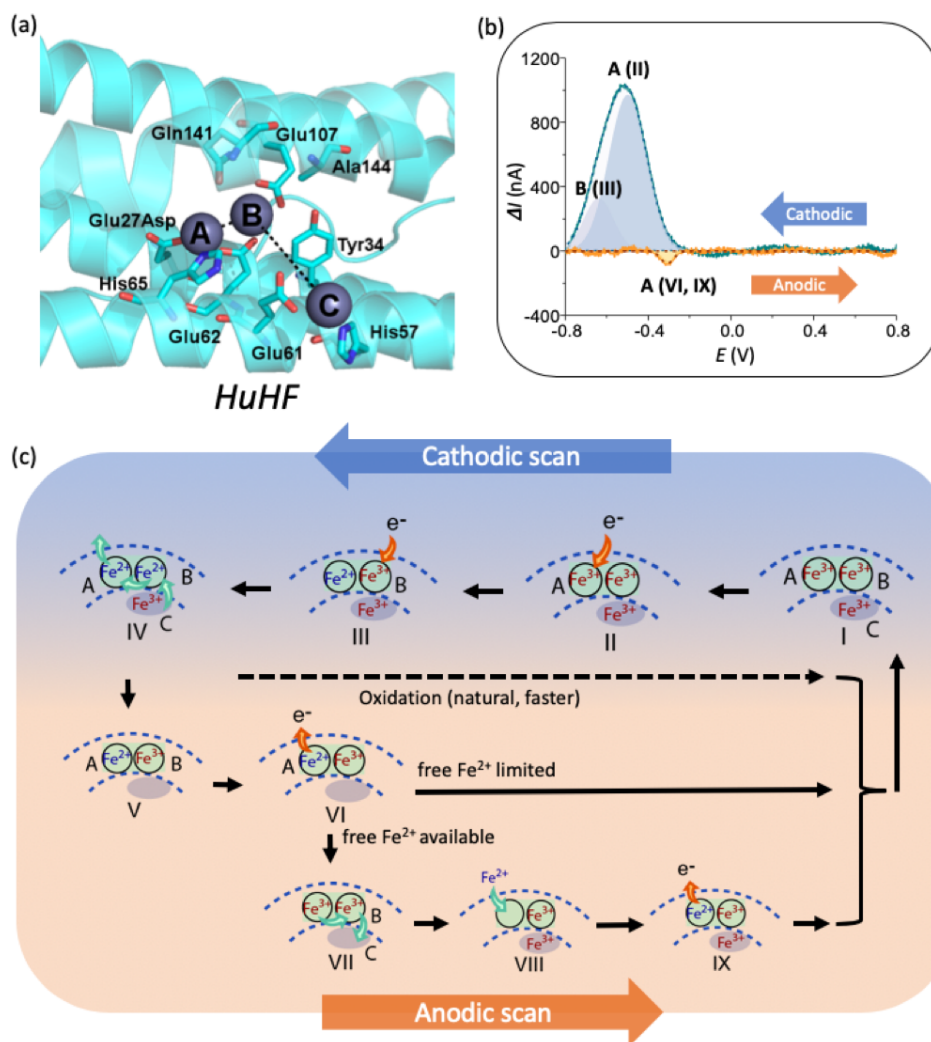 (a)
Gln141
Glu107
Ala144
B
A
Glu27Asp
Tyr34
His65
C
Glu62
Glu61
His57
HuHF
(b)
1200
A (II)
800
ΔI (nA)
B (III)
400
Cathodic
0
A (VI, IX)
Anodic
-400
-0.8 -0.4 0.0 0.4 0.8
E (V)
(c)
Cathodic scan
e-
e-
A Fe2+ Fe2+ B
Fe3+ C
IV
Fe2+ Fe3+ B
Fe3+
III
A Fe3+ Fe3+
Fe3+
II
A Fe3+ Fe3+ B
Fe3+
I C
Oxidation (natural, faster)
e-
A Fe2+ Fe3+ B
V
A Fe2+ Fe3+
VI
free Fe2+ limited
free Fe2+ available
Fe3+ Fe3+ B
C
VII
Fe2+
Fe3+
Fe3+
VIII
e-
Fe2+ Fe3+
Fe3+
IX
Anodic scan